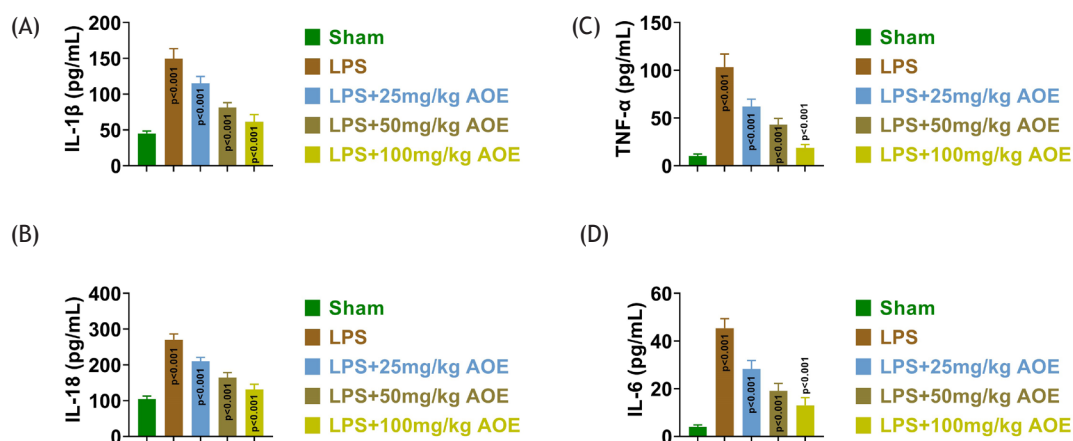 (A)
IL-1β (pg/mL)
200
150
100
50
0
p<0.001
p<0.001
p<0.001
p<0.001
Sham
LPS
LPS+25mg/kg AOE
LPS+50mg/kg AOE
LPS+100mg/kg AOE
(C)
TNF-α (pg/mL)
150
100
50
0
p<0.001
p<0.001
p<0.001
p<0.001
Sham
LPS
LPS+25mg/kg AOE
LPS+50mg/kg AOE
LPS+100mg/kg AOE
(B)
IL-18 (pg/mL)
400
300
200
100
0
p<0.001
p<0.001
p<0.001
p<0.001
Sham
LPS
LPS+25mg/kg AOE
LPS+50mg/kg AOE
LPS+100mg/kg AOE
(D)
IL-6 (pg/mL)
60
40
20
0
p<0.001
p<0.001
p<0.001
p<0.001
Sham
LPS
LPS+25mg/kg AOE
LPS+50mg/kg AOE
LPS+100mg/kg AOE